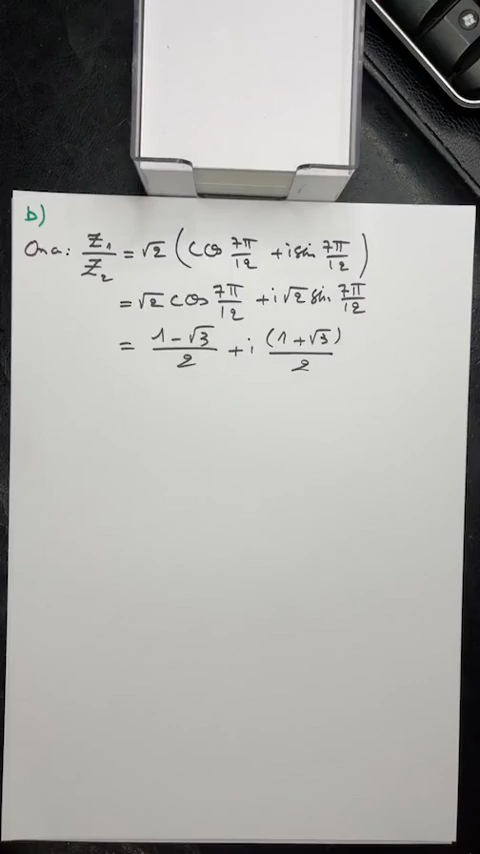 b)
On a : Z₁/Z₂ = √2 (cos 7π/12 + i sin 7π/12)
= √2 cos 7π/12 + i √2 sin 7π/12
= (1 - √3)/2 + i (1 + √3)/2